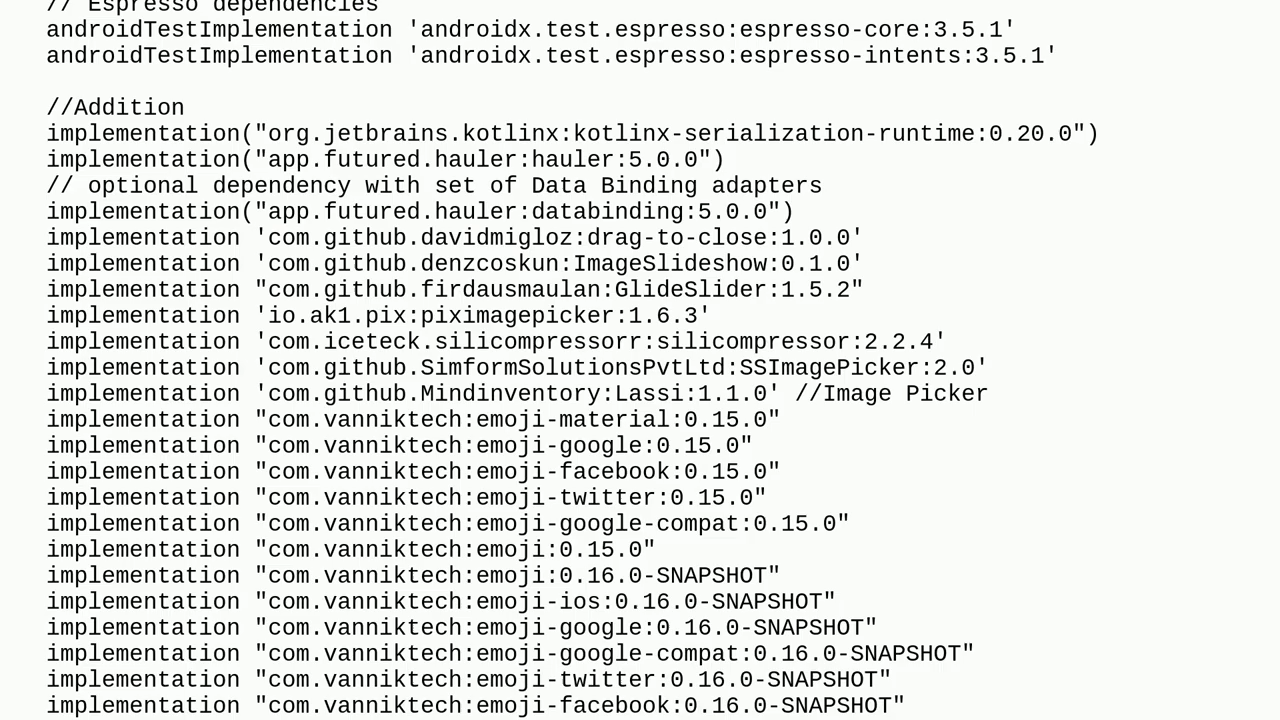 // Espresso dependencies
androidTestImplementation 'androidx.test.espresso:espresso-core:3.5.1'
androidTestImplementation 'androidx.test.espresso:espresso-intents:3.5.1'
//Addition
implementation("org.jetbrains.kotlinx:kotlinx-serialization-runtime:0.20.0")
implementation("app.futured.hauler:hauler:5.0.0")
// optional dependency with set of Data Binding adapters
implementation("app.futured.hauler:databinding:5.0.0")
implementation 'com.github.davidmigloz:drag-to-close:1.0.0'
implementation 'com.github.denzcoskun:ImageSlideshow:0.1.0'
implementation "com.github.firdausmaulan:GlideSlider:1.5.2"
implementation 'io.ak1.pix:piximagepicker:1.6.3'
implementation 'com.iceteck.silicompressorr:silicompressor:2.2.4'
implementation 'com.github.SimformSolutionsPvtLtd:SSImagePicker:2.0'
implementation 'com.github.Mindinventory:Lassi:1.1.0' //Image Picker
implementation "com.vanniktech:emoji-material:0.15.0"
implementation "com.vanniktech:emoji-google:0.15.0"
implementation "com.vanniktech:emoji-facebook:0.15.0"
implementation "com.vanniktech:emoji-twitter:0.15.0"
implementation "com.vanniktech:emoji-google-compat:0.15.0"
implementation "com.vanniktech:emoji:0.15.0"
implementation "com.vanniktech:emoji:0.16.0-SNAPSHOT"
implementation "com.vanniktech:emoji-ios:0.16.0-SNAPSHOT"
implementation "com.vanniktech:emoji-google:0.16.0-SNAPSHOT"
implementation "com.vanniktech:emoji-google-compat:0.16.0-SNAPSHOT"
implementation "com.vanniktech:emoji-twitter:0.16.0-SNAPSHOT"
implementation "com.vanniktech:emoji-facebook:0.16.0-SNAPSHOT"